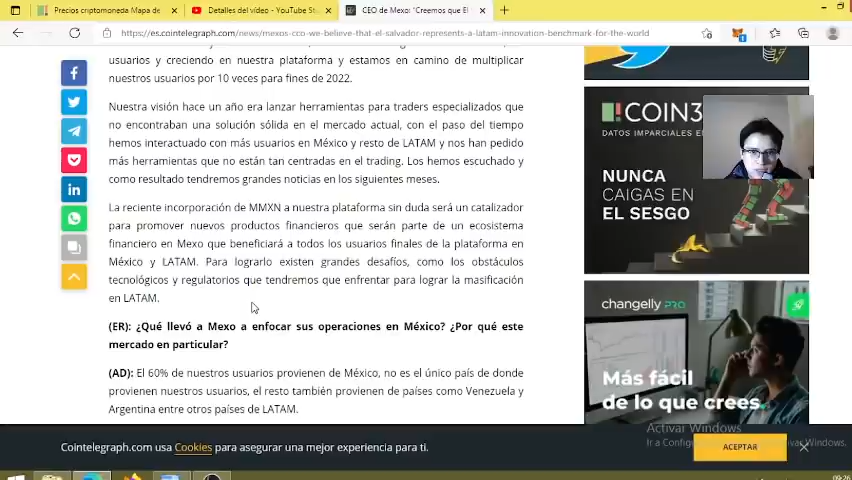 Precios criptomoneda Mapa de
Detalles del vídeo - YouTube St
CEO de Mexo: "Creemos que El
https://es.cointelegraph.com/news/mexos-cco-we-believe-that-el-salvador-represents-a-latam-innovation-benchmark-for-the-world
usuarios y creciendo en nuestra plataforma y estamos en camino de multiplicar
nuestros usuarios por 10 veces para fines de 2022.
Nuestra visión hace un año era lanzar herramientas para traders especializados que
no encontraban una solución sólida en el mercado actual, con el paso del tiempo
hemos interactuado con más usuarios en México y resto de LATAM y nos han pedido
más herramientas que no están tan centradas en el trading. Los hemos escuchado y
como resultado tendremos grandes noticias en los siguientes meses.
La reciente incorporación de MMXN a nuestra plataforma sin duda será un catalizador
para promover nuevos productos financieros que serán parte de un ecosistema
financiero en Mexo que beneficiará a todos los usuarios finales de la plataforma en
México y LATAM. Para lograrlo existen grandes desafíos, como los obstáculos
tecnológicos y regulatorios que tendremos que enfrentar para lograr la masificación
en LATAM.
(ER): ¿Qué llevó a Mexo a enfocar sus operaciones en México? ¿Por qué este
mercado en particular?
(AD): El 60% de nuestros usuarios provienen de México, no es el único país de donde
provienen nuestros usuarios, el resto también provienen de países como Venezuela y
Argentina entre otros países de LATAM.
COIN3
DATOS IMPARCIALES
NUNCA
CAIGAS EN
EL SESGO
changelly PRO
Más fácil
de lo que crees.
Activar Windows
Ir a Config
Windows.
Cointelegraph.com usa Cookies para asegurar una mejor experiencia para ti.
ACEPTAR
09:26